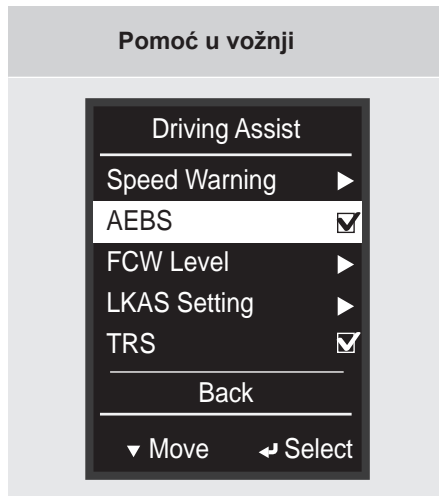 Pomoć u vožnji
Driving Assist
Speed Warning
AEBS
FCW Level
LKAS Setting
TRS
Back
Move Select